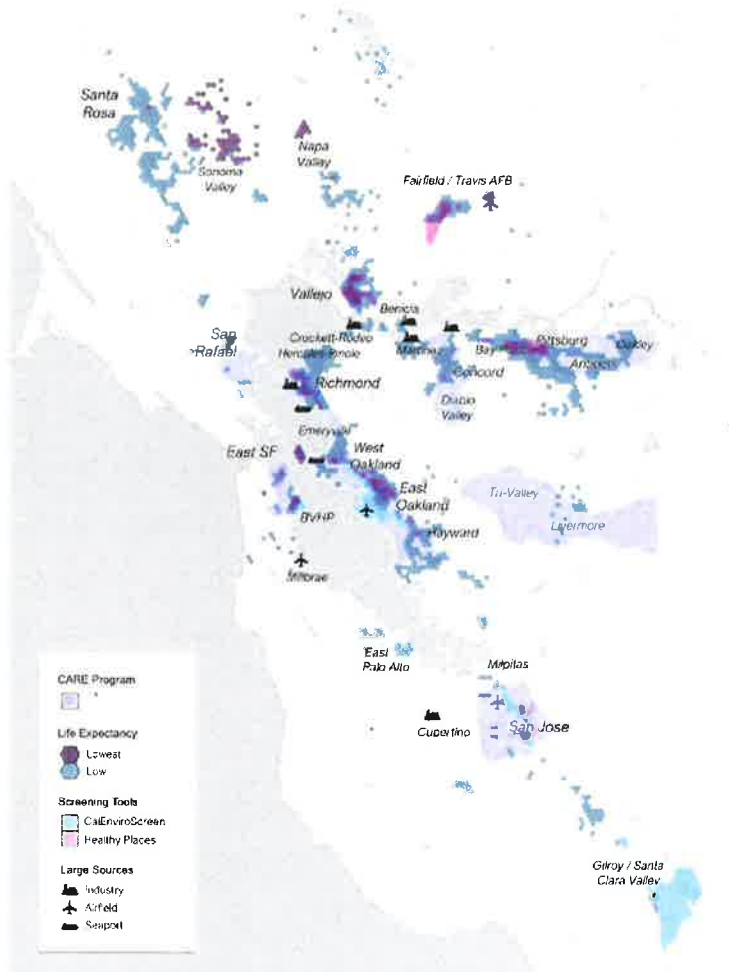 Santa
Rosa
Sonoma
Valley
Napa
Valley
Fairfield / Travis AFB
Vallejo
Benicia
San
Rafael
Crockett-Rodeo
Hercules-Pinole
Martinez
Bay
Pittsburg
Antioch
Oakley
Concord
Richmond
Diablo
Valley
Emeryville
East SF
West
Oakland
East
Oakland
BVHP
Tri-Valley
Livermore
Hayward
Millbrae
East
Palo Alto
Milpitas
Cupertino
San Jose
Gilroy / Santa
Clara Valley
CARE Program
Life Expectancy
Lowest
Low
Screening Tools
CalEnviroScreen
Healthy Places
Large Sources
Industry
Airfield
Seaport